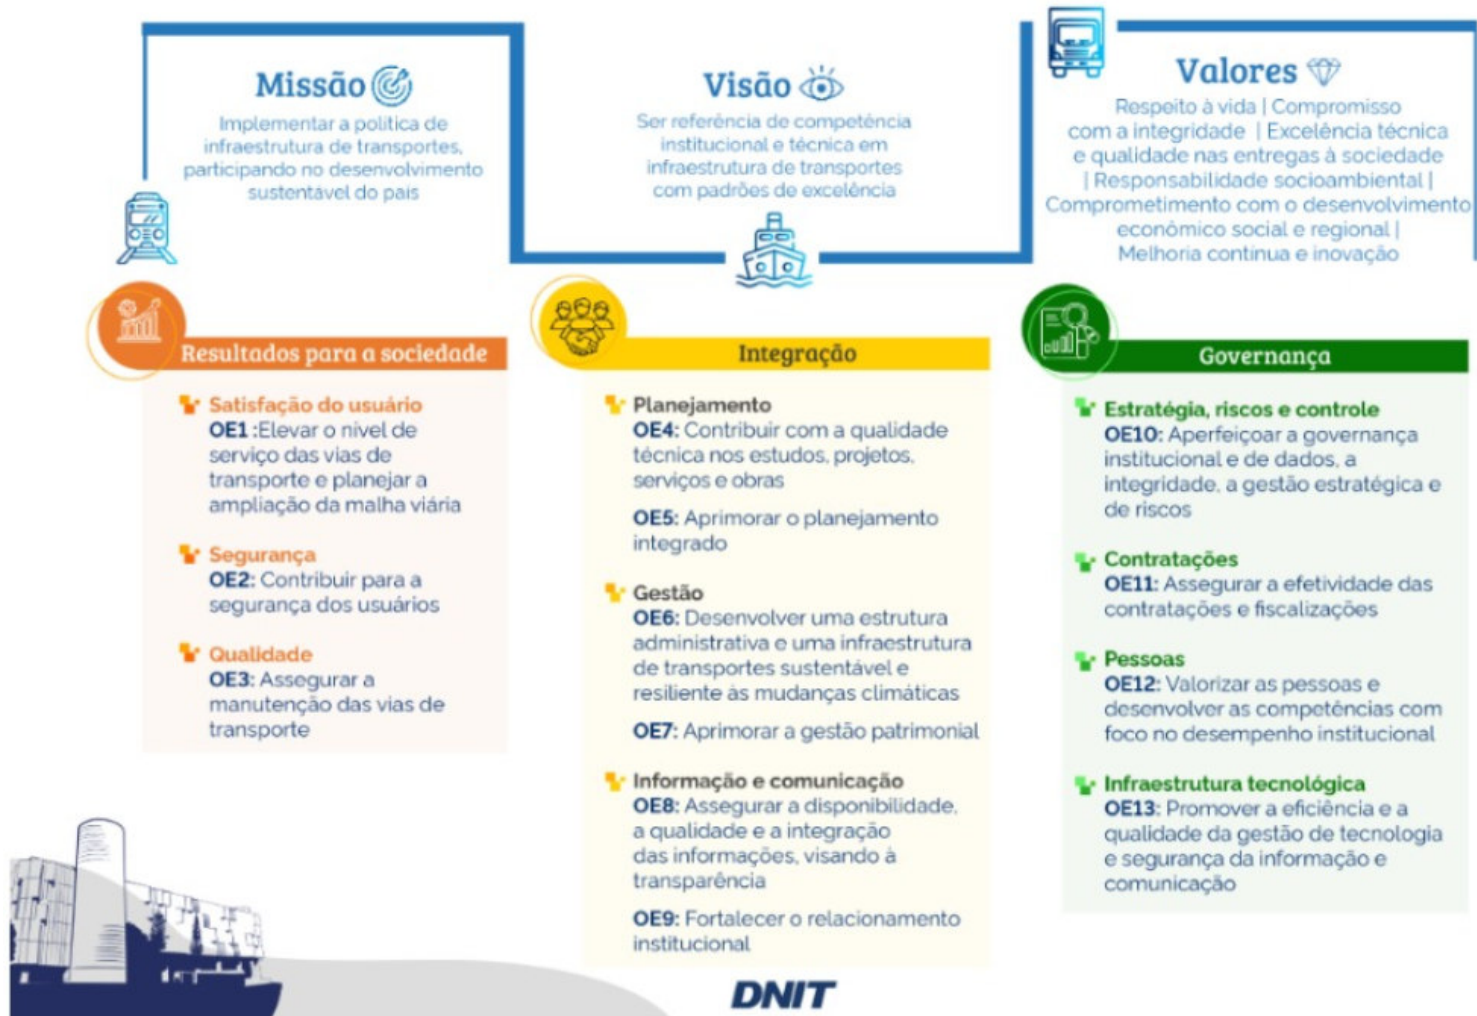 Missão
Implementar a política de
infraestrutura de transportes,
participando no desenvolvimento
sustentável do país
Visão
Ser referência de competência
institucional e técnica em
infraestrutura de transportes
com padrões de excelência
Valores
Respeito à vida | Compromisso
com a integridade | Excelência técnica
e qualidade nas entregas à sociedade
| Responsabilidade socioambiental |
Comprometimento com o desenvolvimento
econômico social e regional |
Melhoria contínua e inovação
Resultados para a sociedade
Satisfação do usuário
OE1 :Elevar o nível de
serviço das vias de
transporte e planejar a
ampliação da malha viária
Segurança
OE2: Contribuir para a
segurança dos usuários
Qualidade
OE3: Assegurar a
manutenção das vias de
transporte
Integração
Planejamento
OE4: Contribuir com a qualidade
técnica nos estudos, projetos,
serviços e obras
OE5: Aprimorar o planejamento
integrado
Gestão
OE6: Desenvolver uma estrutura
administrativa e uma infraestrutura
de transportes sustentável e
resiliente às mudanças climáticas
OE7: Aprimorar a gestão patrimonial
Informação e comunicação
OE8: Assegurar a disponibilidade,
a qualidade e a integração
das informações, visando à
transparência
OE9: Fortalecer o relacionamento
institucional
Governança
Estratégia, riscos e controle
OE10: Aperfeiçoar a governança
institucional e de dados, a
integridade, a gestão estratégica e
de riscos
Contratações
OE11: Assegurar a efetividade das
contratações e fiscalizações
Pessoas
OE12: Valorizar as pessoas e
desenvolver as competências com
foco no desempenho institucional
Infraestrutura tecnológica
OE13: Promover a eficiência e a
qualidade da gestão de tecnologia
e segurança da informação e
comunicação
DNIT